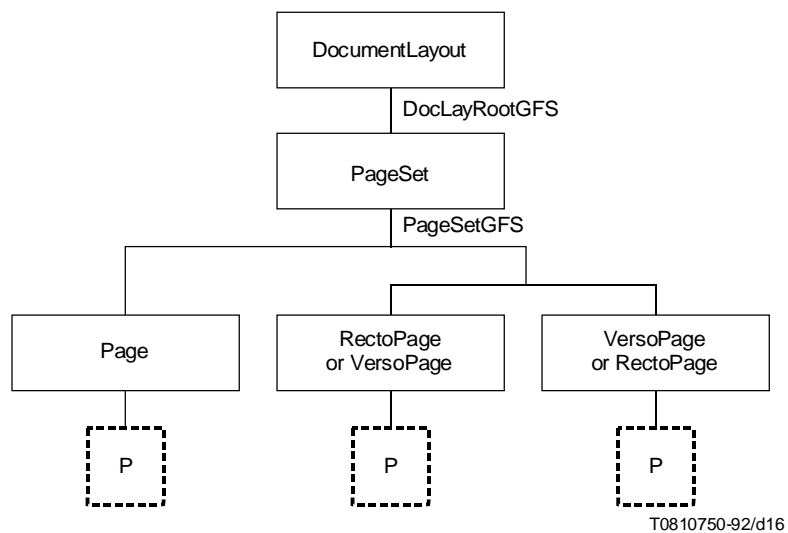 DocumentLayout
DocLayRootGFS
PageSet
PageSetGFS
Page
RectoPage
or VersoPage
VersoPage
or RectoPage
P
P
P
T0810750-92/d16